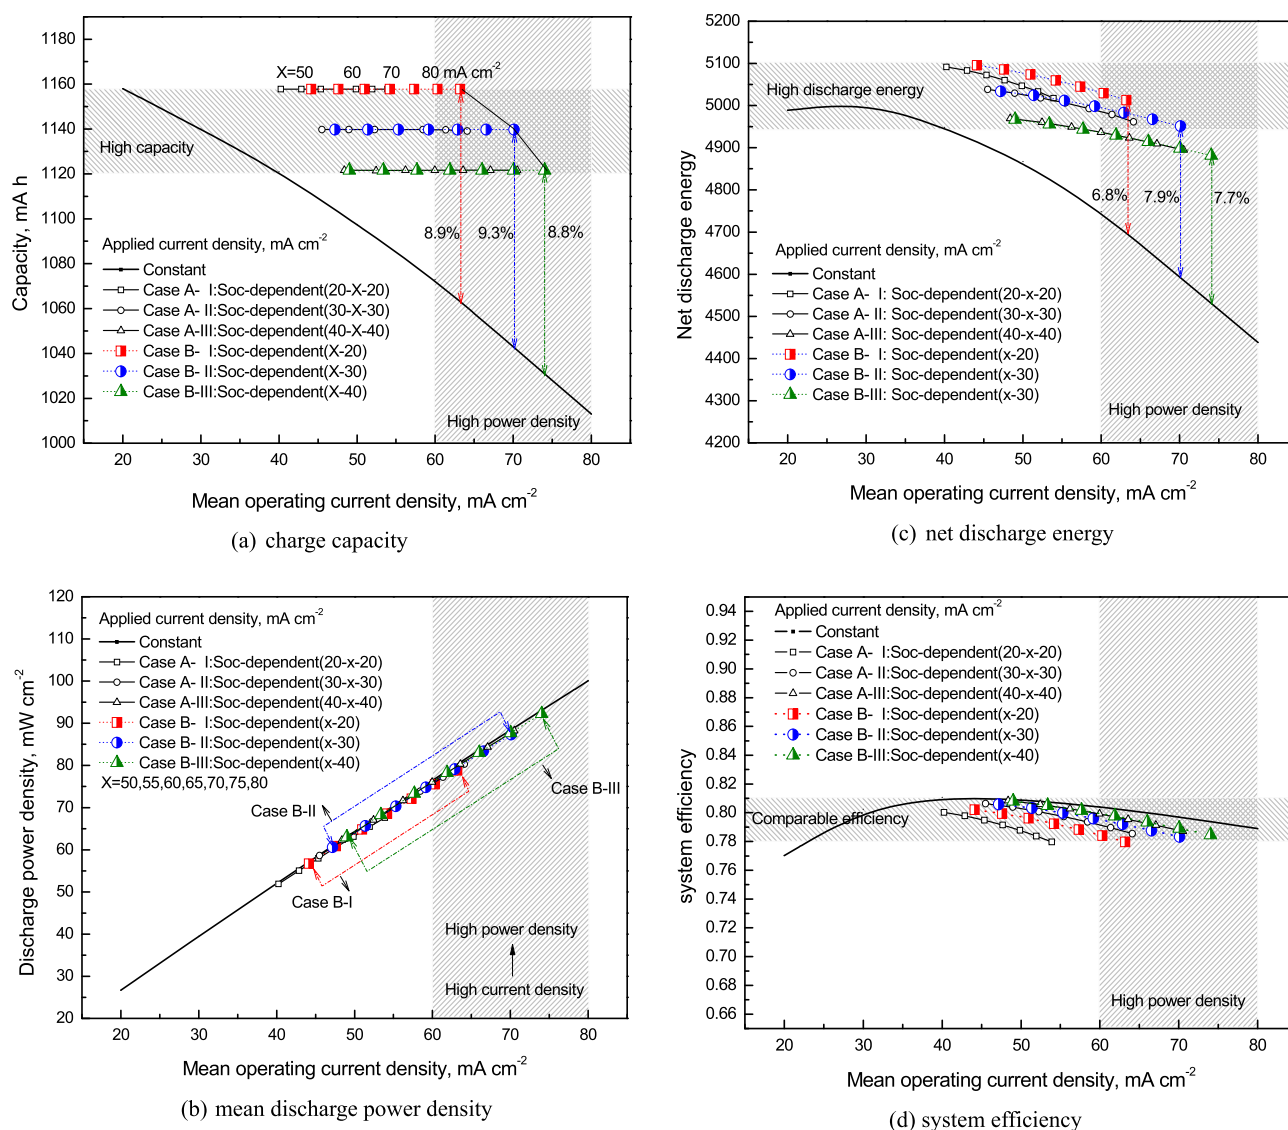 1180
1160
1140
1120
1100
1080
1060
1040
1020
1000
Capacity, mA h
X=50 60 70 80 mA cm-2
High capacity
8.9% 9.3% 8.8%
Applied current density, mA cm-2
Constant
Case A- I:Soc-dependent(20-X-20)
Case A- II:Soc-dependent(30-X-30)
Case A-III:Soc-dependent(40-X-40)
Case B- I:Soc-dependent(X-20)
Case B- II:Soc-dependent(X-30)
Case B-III:Soc-dependent(X-40)
High power density
20 30 40 50 60 70 80
Mean operating current density, mA cm-2
(a) charge capacity
5200
5100
5000
4900
4800
4700
4600
4500
4400
4300
4200
Net discharge energy
High discharge energy
6.8% 7.9% 7.7%
Applied current density, mA cm-2
Constant
Case A- I: Soc-dependent(20-x-20)
Case A- II: Soc-dependent(30-x-30)
Case A-III: Soc-dependent(40-x-40)
Case B- I: Soc-dependent(x-20)
Case B- II: Soc-dependent(x-30)
Case B-III: Soc-dependent(x-30)
High power density
20 30 40 50 60 70 80
Mean operating current density, mA cm-2
(c) net discharge energy
120
110
100
90
80
70
60
50
40
30
20
Discharge power density, mW cm-2
Applied current density, mA cm-2
Constant
Case A- I:Soc-dependent(20-x-20)
Case A- II:Soc-dependent(30-x-30)
Case A-III:Soc-dependent(40-x-40)
Case B- I:Soc-dependent(x-20)
Case B- II:Soc-dependent(x-30)
Case B-III:Soc-dependent(x-40)
X=50,55,60,65,70,75,80
Case B-III
Case B-II
Case B-I
High power density
High current density
20 30 40 50 60 70 80
Mean operating current density, mA cm-2
(b) mean discharge power density
0.94
0.92
0.90
0.88
0.86
0.84
0.82
0.80
0.78
0.76
0.74
0.72
0.70
0.68
0.66
system efficiency
Applied current density, mA cm-2
Constant
Case A- I:Soc-dependent(20-x-20)
Case A- II:Soc-dependent(30-x-30)
Case A-III:Soc-dependent(40-x-40)
Case B- I:Soc-dependent(x-20)
Case B- II:Soc-dependent(x-30)
Case B-III:Soc-dependent(x-40)
Comparable efficiency
High power density
20 30 40 50 60 70 80
Mean operating current density, mA cm-2
(d) system efficiency